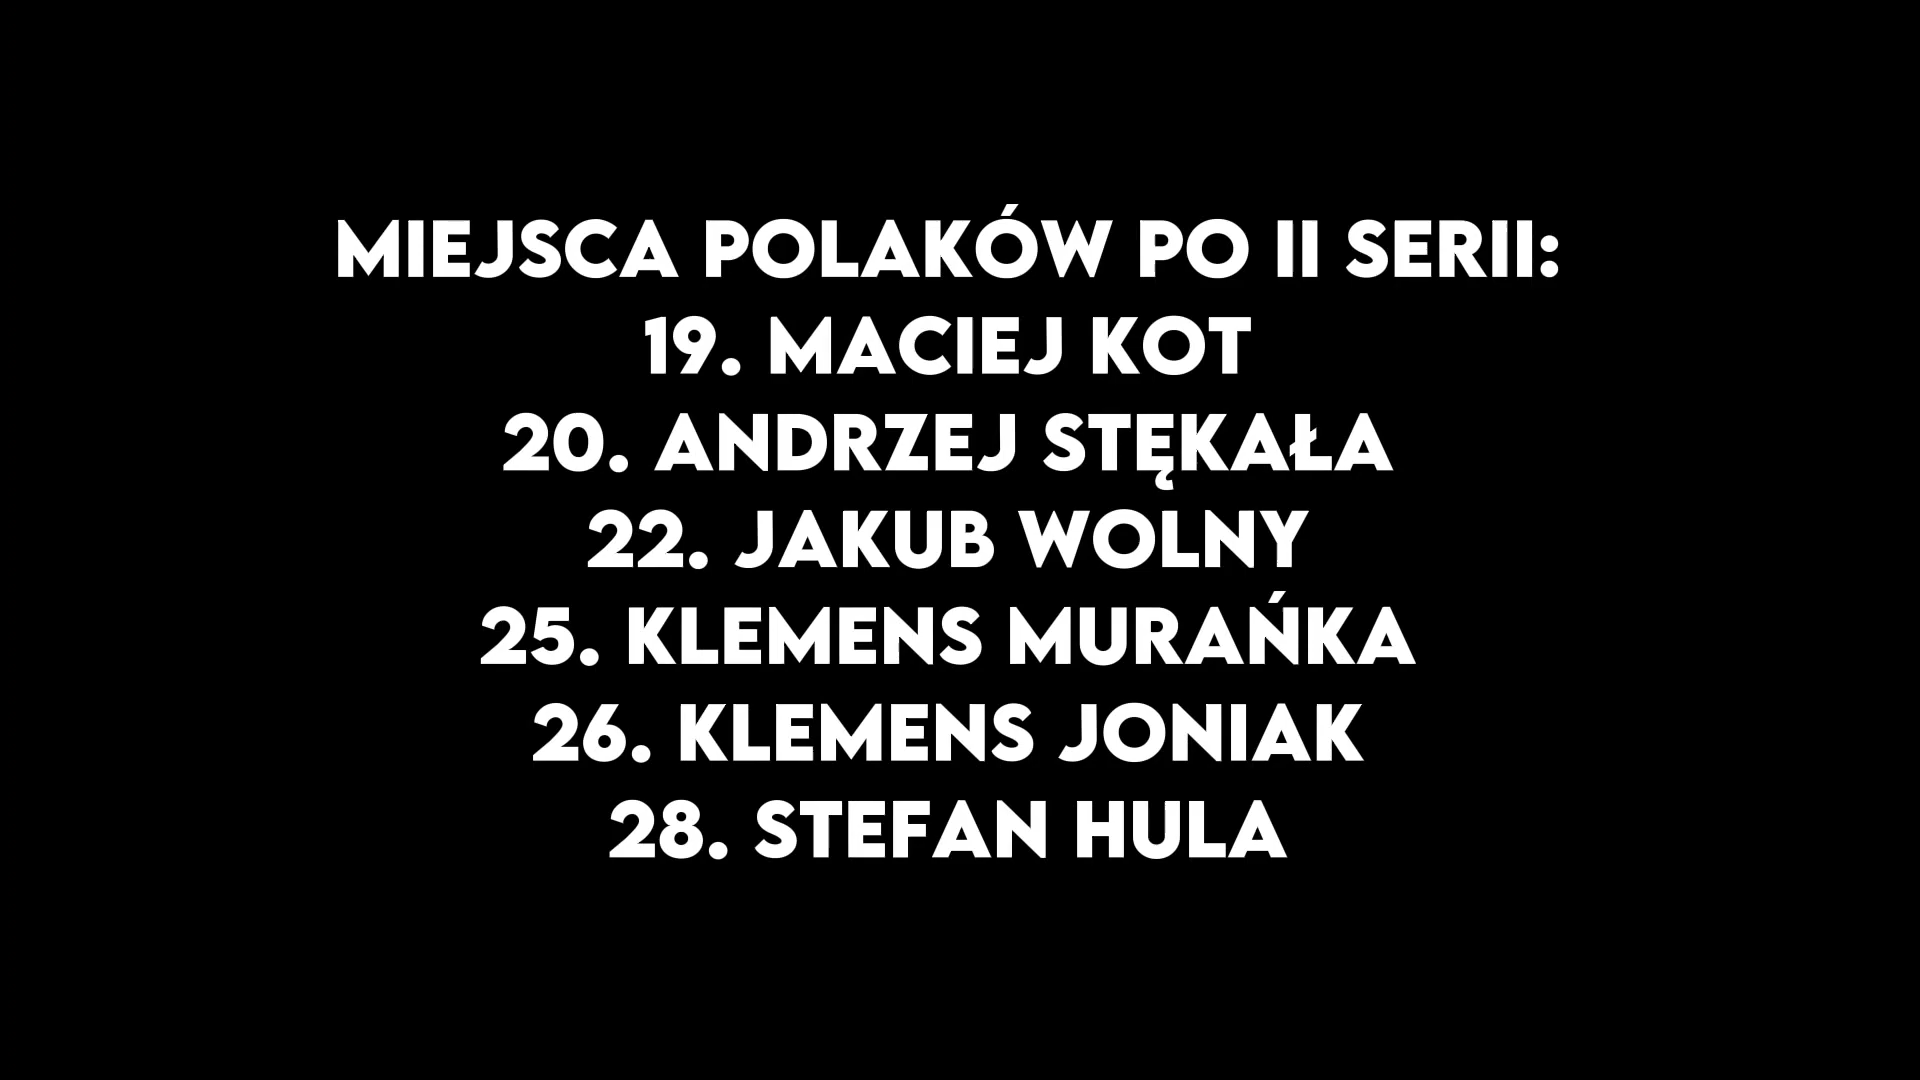 MIEJSCA POLAKÓW PO II SERII:
19. MACIEJ KOT
20. ANDRZEJ STĘKAŁA
22. JAKUB WOLNY
25. KLEMENS MURAŃKA
26. KLEMENS JONIAK
28. STEFAN HULA